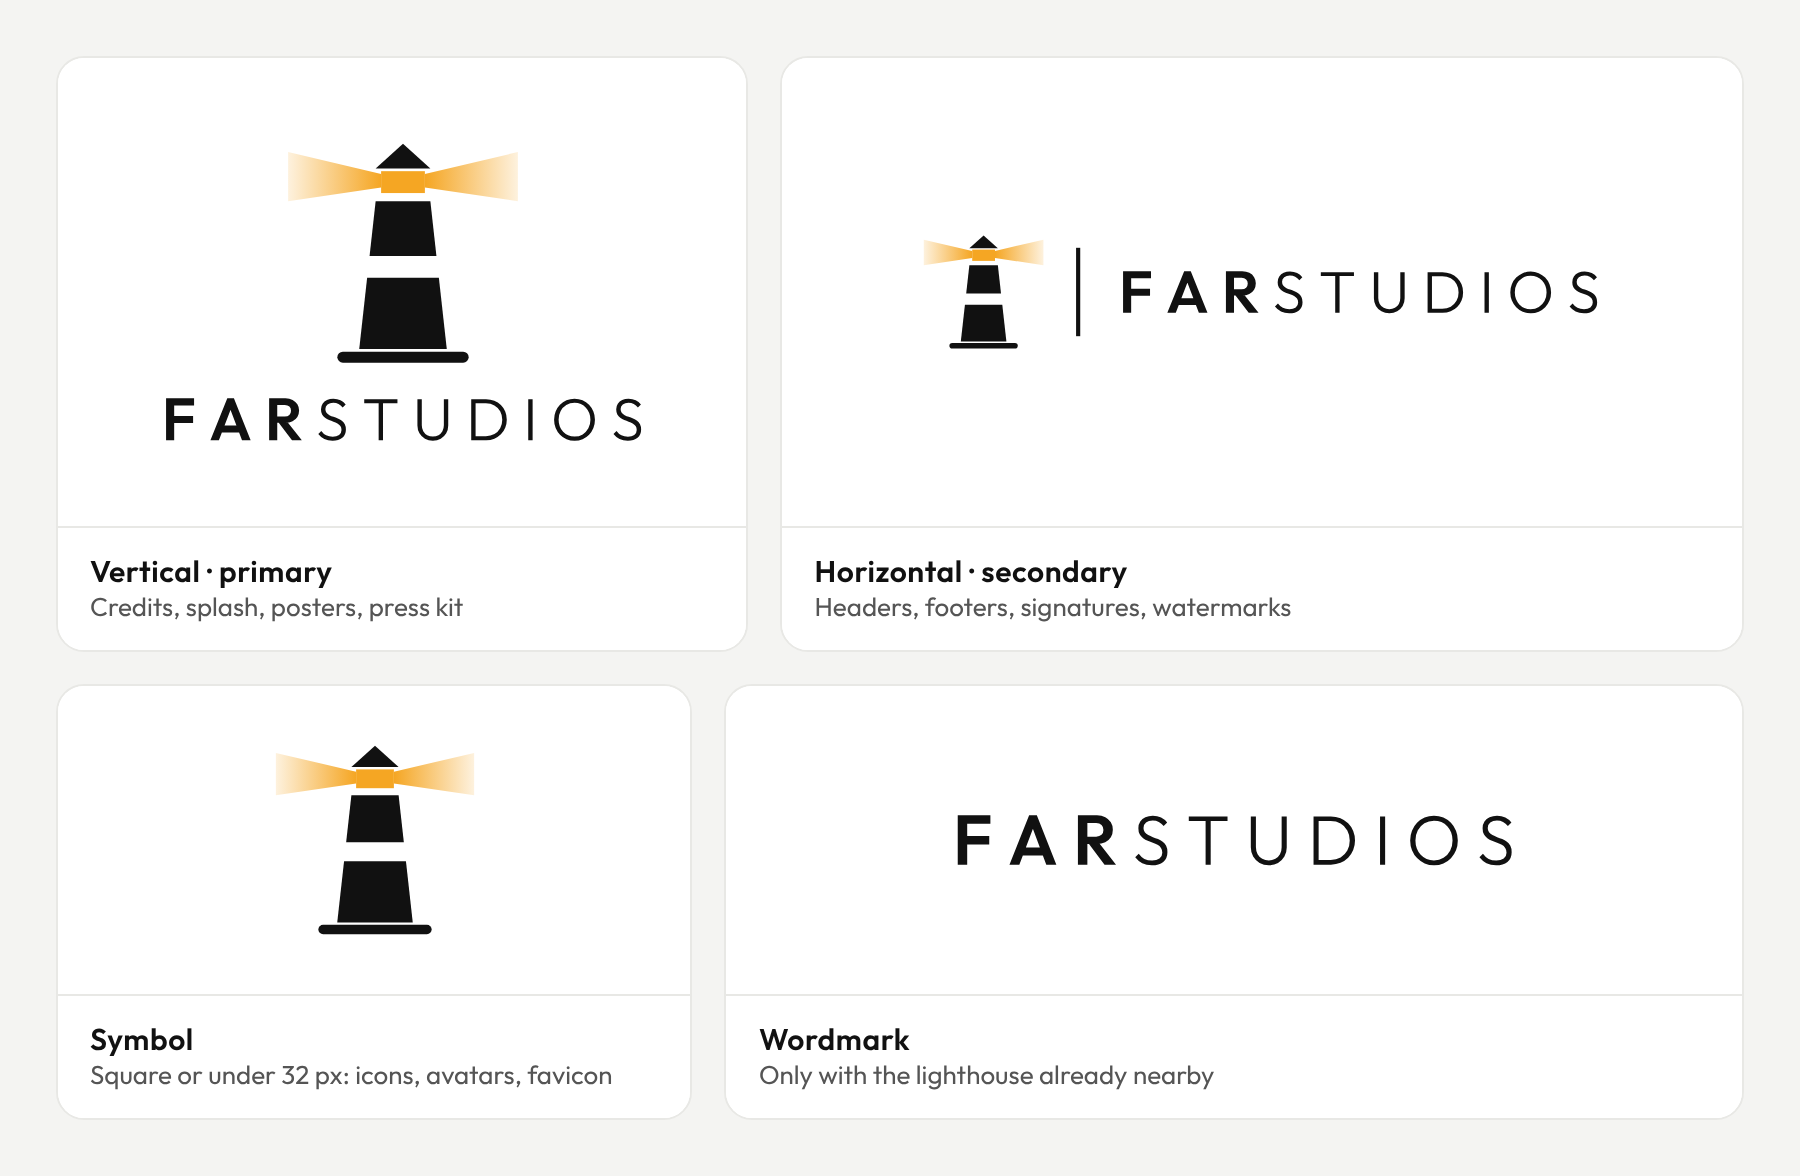 FARSTUDIOS
Vertical · primary
Credits, splash, posters, press kit
FARSTUDIOS
Horizontal · secondary
Headers, footers, signatures, watermarks
Symbol
Square or under 32 px: icons, avatars, favicon
FARSTUDIOS
Wordmark
Only with the lighthouse already nearby